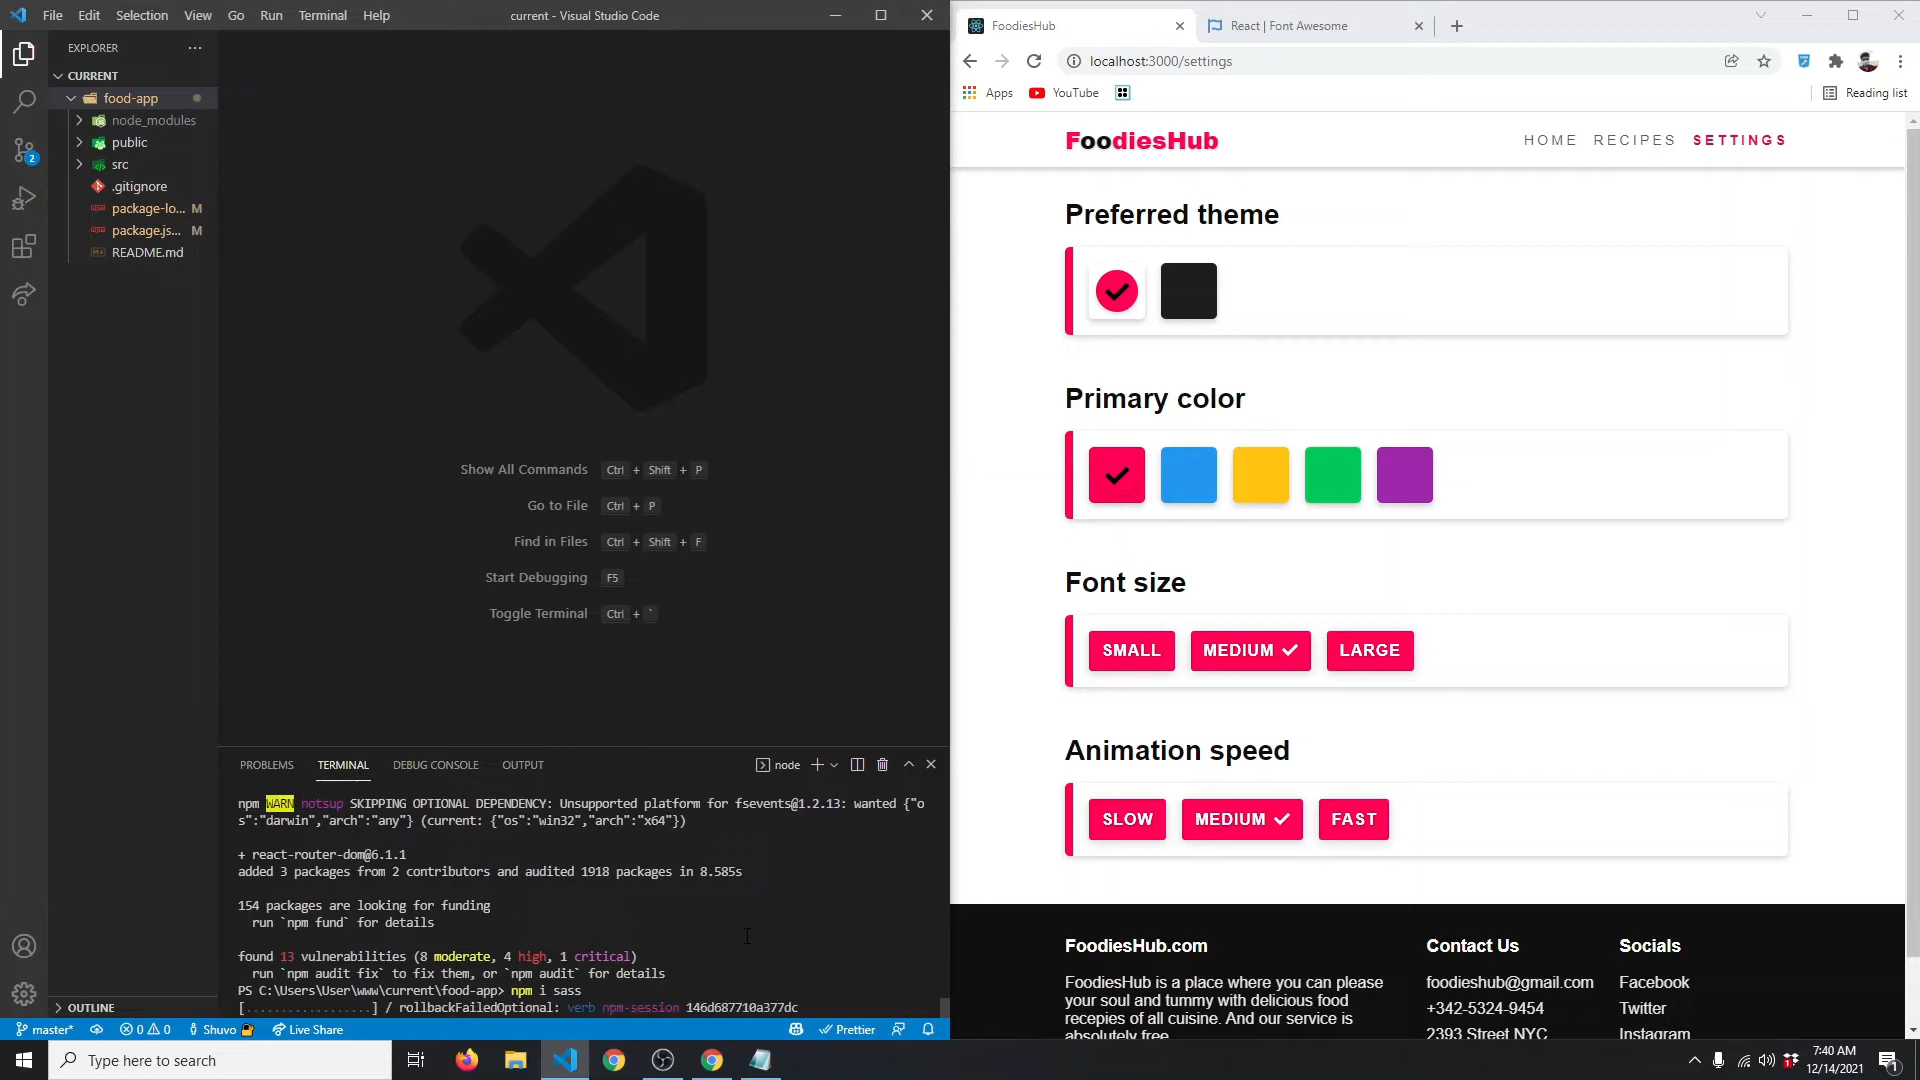 File Edit Selection View Go Run Terminal Help
current - Visual Studio Code
EXPLORER
CURRENT
food-app
node_modules
public
src
.gitignore
package-lo... M
package.js... M
README.md
OUTLINE
2
Show All Commands Ctrl + Shift + P
Go to File Ctrl + P
Find in Files Ctrl + Shift + F
Start Debugging F5
Toggle Terminal Ctrl + `
PROBLEMS TERMINAL DEBUG CONSOLE OUTPUT
node
npm WARN notsup SKIPPING OPTIONAL DEPENDENCY: Unsupported platform for fsevents@1.2.13: wanted {"o
s":"darwin","arch":"any"} (current: {"os":"win32","arch":"x64"})
+ react-router-dom@6.1.1
added 3 packages from 2 contributors and audited 1918 packages in 8.585s
154 packages are looking for funding
run `npm fund` for details
found 13 vulnerabilities (8 moderate, 4 high, 1 critical)
run `npm audit fix` to fix them, or `npm audit` for details
PS C:\Users\User\www\current\food-app> npm i sass
[..................] / rollbackFailedOptional: verb npm-session 146d687710a377dc
master* 0 0 Shuvo Live Share Prettier
FoodiesHub
React | Font Awesome
localhost:3000/settings
Apps YouTube Reading list
FoodiesHub
HOME RECIPES SETTINGS
Preferred theme
Primary color
Font size
SMALL MEDIUM LARGE
Animation speed
SLOW MEDIUM FAST
FoodiesHub.com
FoodiesHub is a place where you can please
your soul and tummy with delicious food
recepies of all cuisine. And our service is
absolutely free
Contact Us
foodieshub@gmail.com
+342-5324-9454
2393 Street NYC
Socials
Facebook
Twitter
Instagram
Type here to search
1
7:40 AM
12/14/2021
1